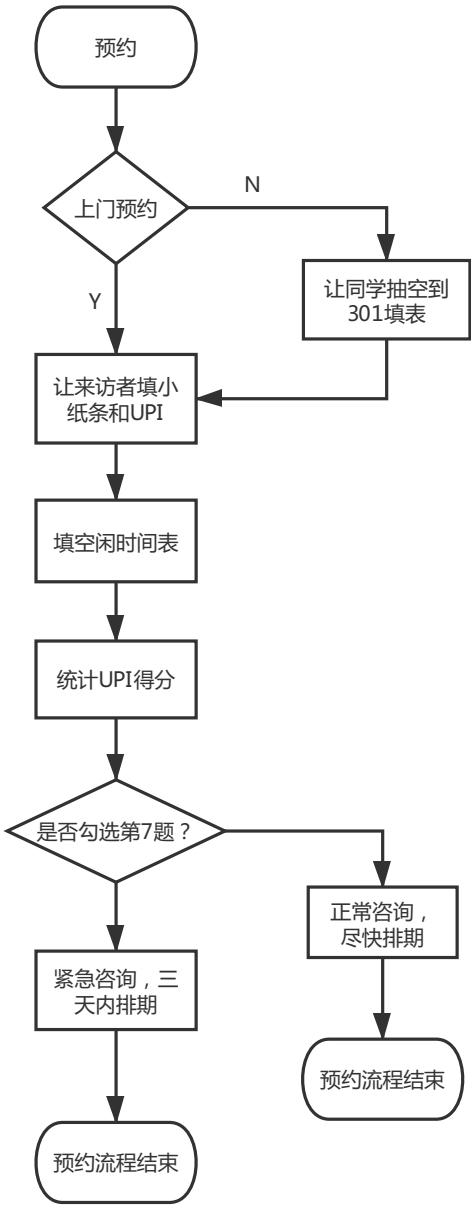 预约
上门预约
N
Y
让同学抽空到
301填表
让来访者填小
纸条和UPI
填空闲时间表
统计UPI得分
是否勾选第7题？
正常咨询，
尽快排期
紧急咨询，三
天内排期
预约流程结束
预约流程结束